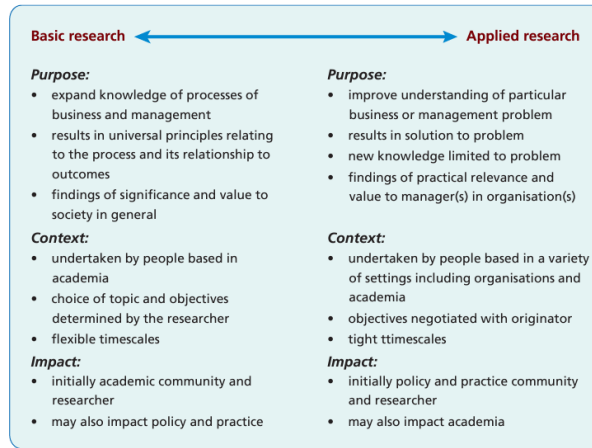 Basic research
Applied research
Purpose:
• expand knowledge of processes of
business and management
• results in universal principles relating
to the process and its relationship to
outcomes
• findings of significance and value to
society in general
Context:
• undertaken by people based in
academia
• choice of topic and objectives
determined by the researcher
• flexible timescales
Impact:
• initially academic community and
researcher
• may also impact policy and practice
Purpose:
• improve understanding of particular
business or management problem
• results in solution to problem
• new knowledge limited to problem
• findings of practical relevance and
value to manager(s) in organisation(s)
Context:
• undertaken by people based in a variety
of settings including organisations and
academia
• objectives negotiated with originator
• tight ttimescales
Impact:
• initially policy and practice community
and researcher
• may also impact academia